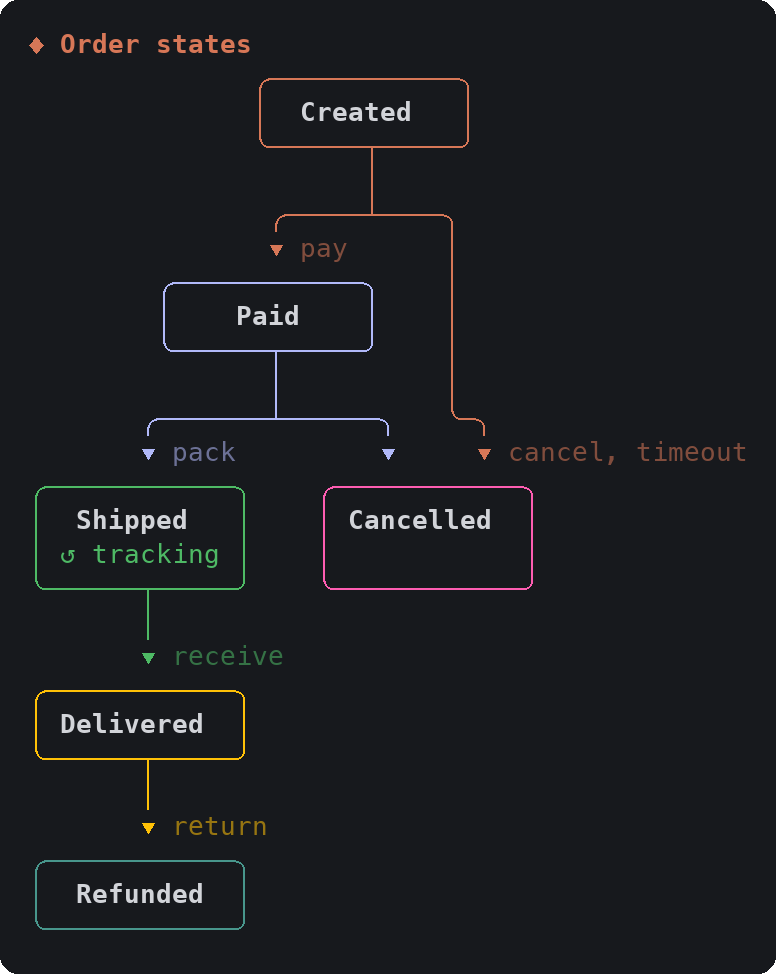 ♦ Order states
Created
pay
Paid
pack
cancel, timeout
Shipped
↺ tracking
Cancelled
receive
Delivered
return
Refunded